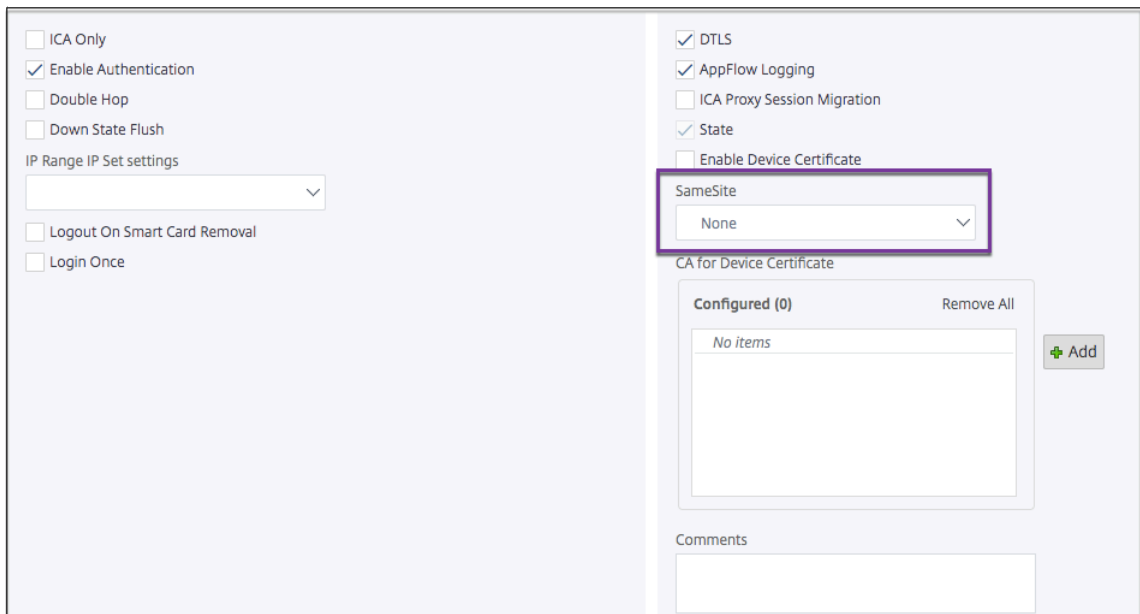 ICA Only
Enable Authentication
Double Hop
Down State Flush
IP Range IP Set settings
Logout On Smart Card Removal
Login Once
DTLS
AppFlow Logging
ICA Proxy Session Migration
State
Enable Device Certificate
SameSite
None
CA for Device Certificate
Configured (0) Remove All
No items
Add
Comments